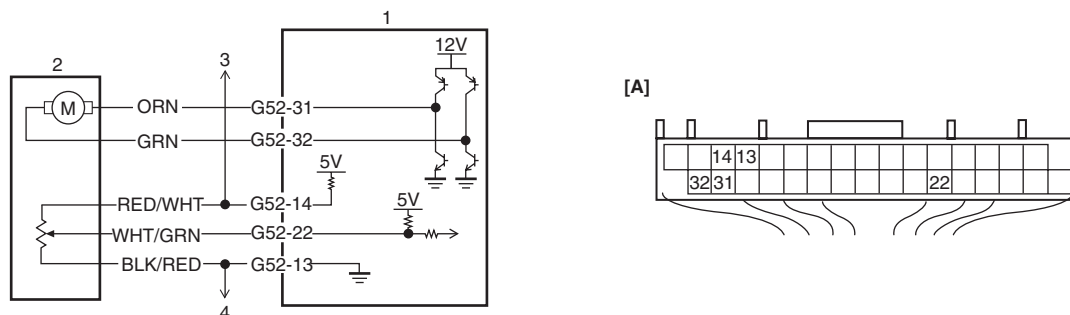 1
2
3
12V
[A]
M
ORN
G52-31
GRN
G52-32
5V
5V
RED/WHT
G52-14
WHT/GRN
G52-22
BLK/RED
G52-13
4
14 13
32 31 22